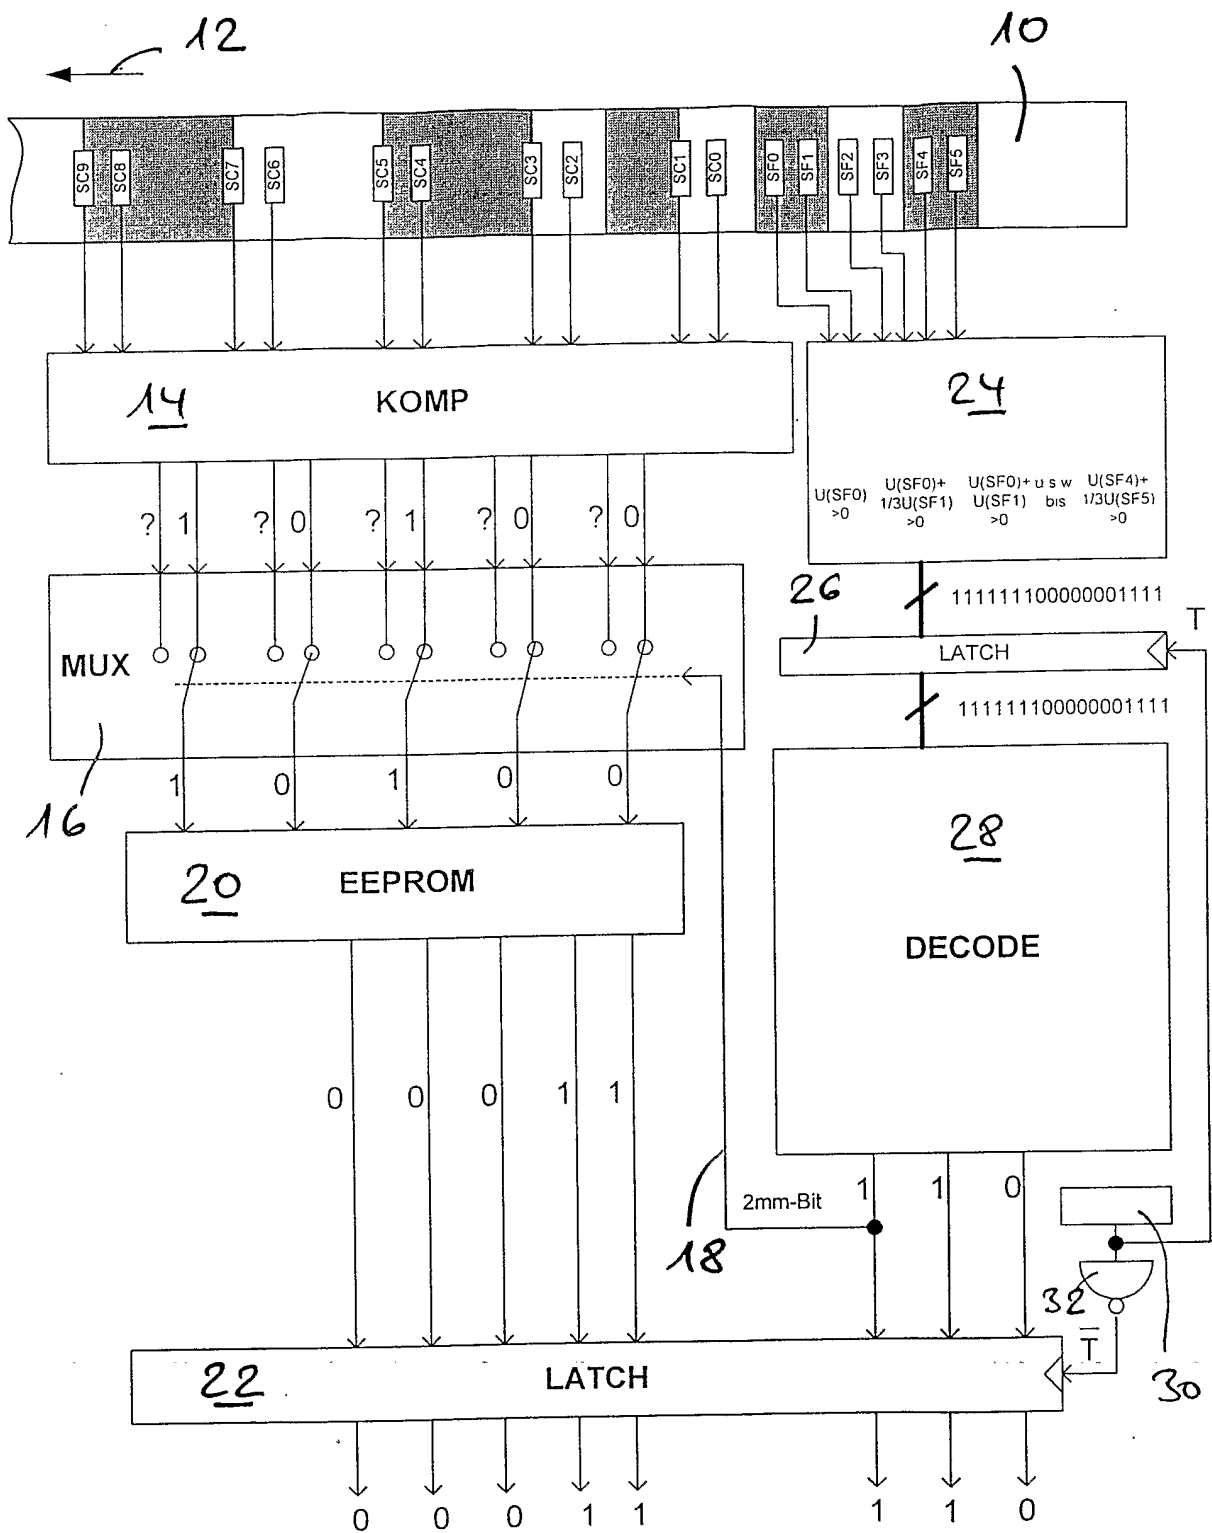 12
10
SC9 SC8 SC7 SC6 SC5 SC4 SC3 SC2 SC1 SC0 SF0 SF1 SF2 SF3 SF4 SF5
14 KOMP
24
U(SF0) >0
U(SF0)+ 1/3U(SF1) >0
U(SF0)+ U(SF1) >0
u s w bis
U(SF4)+ 1/3U(SF5) >0
? 1 ? 0 ? 1 ? 0 ? 0
26
111111100000001111
T
LATCH
MUX
111111100000001111
16
1 0 1 0 0
20 EEPROM
28
DECODE
0 0 0 1 1
18
2mm-Bit
1 1 0
32
T̅
30
22 LATCH
0 0 0 1 1 1 1 0